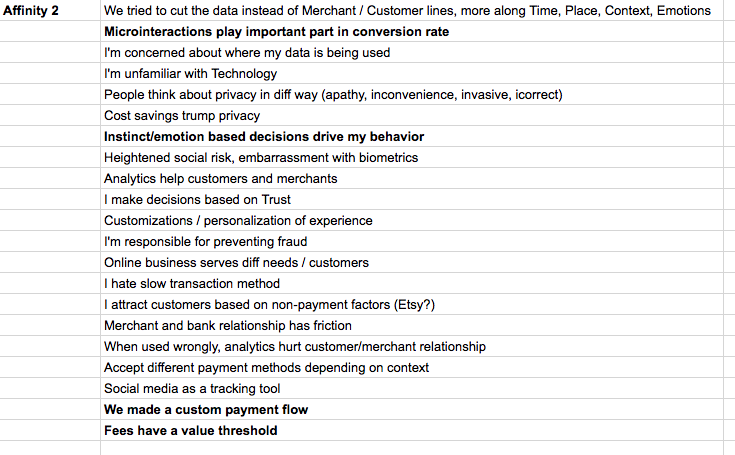 Affinity 2 We tried to cut the data instead of Merchant / Customer lines, more along Time, Place, Context, Emotions
Microinteractions play important part in conversion rate
I'm concerned about where my data is being used
I'm unfamiliar with Technology
People think about privacy in diff way (apathy, inconvenience, invasive, icorrect)
Cost savings trump privacy
Instinct/emotion based decisions drive my behavior
Heightened social risk, embarrassment with biometrics
Analytics help customers and merchants
I make decisions based on Trust
Customizations / personalization of experience
I'm responsible for preventing fraud
Online business serves diff needs / customers
I hate slow transaction method
I attract customers based on non-payment factors (Etsy?)
Merchant and bank relationship has friction
When used wrongly, analytics hurt customer/merchant relationship
Accept different payment methods depending on context
Social media as a tracking tool
We made a custom payment flow
Fees have a value threshold